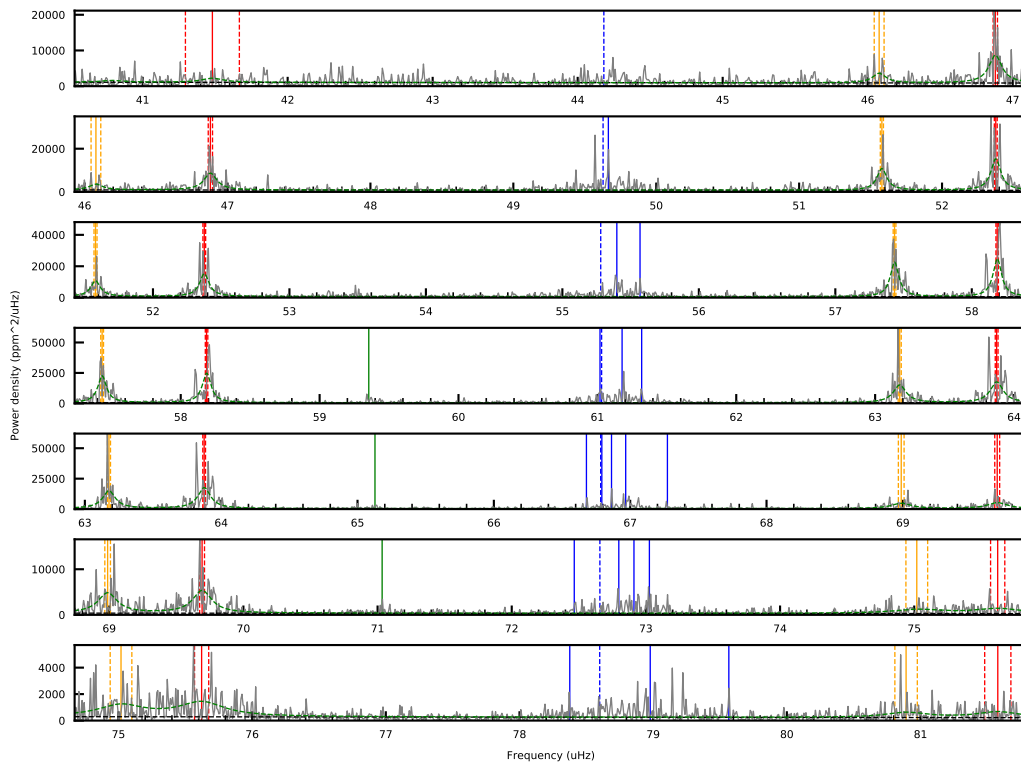 20000
10000
0
41 42 43 44 45 46 47
20000
0
46 47 48 49 50 51 52
40000
20000
0
52 53 54 55 56 57 58
50000
25000
0
58 59 60 61 62 63 64
Power density (ppm^2/uHz)
50000
25000
0
63 64 65 66 67 68 69
10000
0
69 70 71 72 73 74 75
4000
2000
0
75 76 77 78 79 80 81
Frequency (uHz)